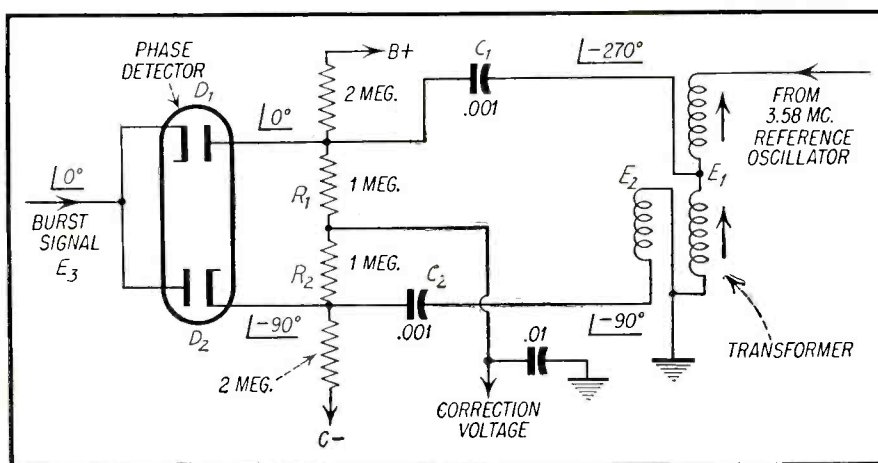 PHASE
DETECTOR
D₁
B+
C₁
∠-270°
2 MEG.
.001
∠0°
FROM
3.58 MC.
REFERENCE
OSCILLATOR
∠0°
BURST
SIGNAL
E₃
R₁
1 MEG.
E₂
E₁
R₂
1 MEG.
C₂
D₂
∠-90°
.001
∠-90°
.01
TRANSFORMER
2 MEG.
CORRECTION
VOLTAGE
C-